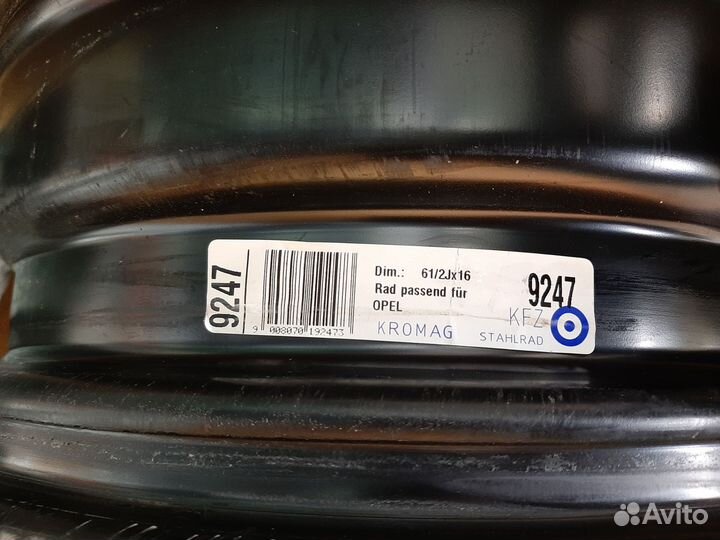 9247
9 008070 192473
Dim.: 61/2Jx16
Rad passend für
OPEL
KROMAG
9247
KFZ
STAHLRAD
Avito